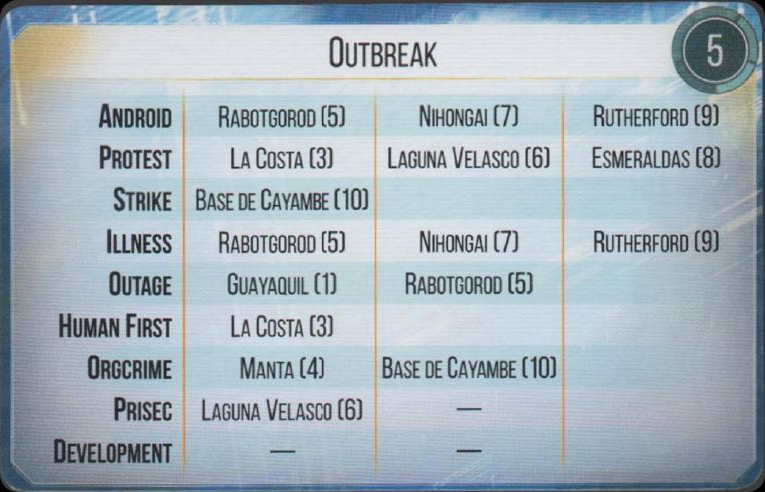 OUTBREAK
5
ANDROID RABOTGOROD (5) NIHONGAI (7) RUTHERFORD (9)
PROTEST LA COSTA (3) LAGUNA VELASCO (6) ESMERALDAS (8)
STRIKE BASE DE CAYAMBE (10)
ILLNESS RABOTGOROD (5) NIHONGAI (7) RUTHERFORD (9)
OUTAGE GUAYAQUIL (1) RABOTGOROD (5)
HUMAN FIRST LA COSTA (3)
ORGCRIME MANTA (4) BASE DE CAYAMBE (10)
PRISEC LAGUNA VELASCO (6) —
DEVELOPMENT — —